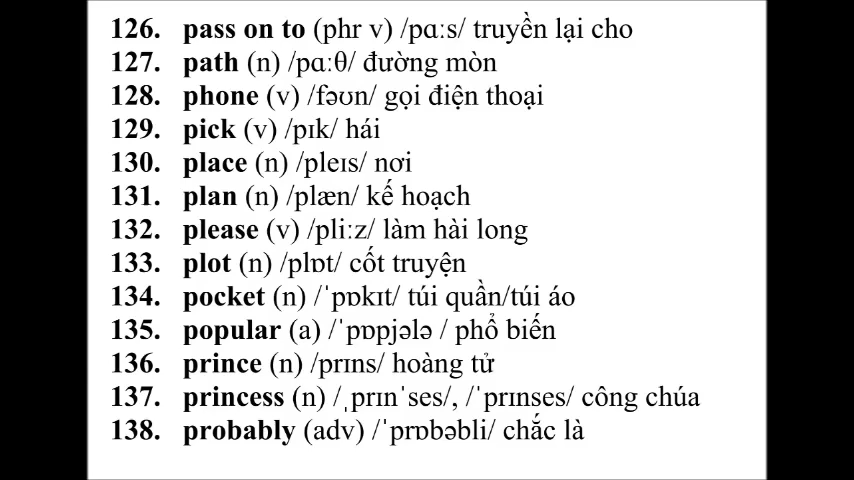 126. pass on to (phr v) /pɑːs/ truyền lại cho
127. path (n) /pɑːθ/ đường mòn
128. phone (v) /fəʊn/ gọi điện thoại
129. pick (v) /pɪk/ hái
130. place (n) /pleɪs/ nơi
131. plan (n) /plæn/ kế hoạch
132. please (v) /pliːz/ làm hài long
133. plot (n) /plɒt/ cốt truyện
134. pocket (n) /ˈpɒkɪt/ túi quần/túi áo
135. popular (a) /ˈpɒpjələ / phổ biến
136. prince (n) /prɪns/ hoàng tử
137. princess (n) /ˌprɪnˈses/, /ˈprɪnses/ công chúa
138. probably (adv) /ˈprɒbəbli/ chắc là